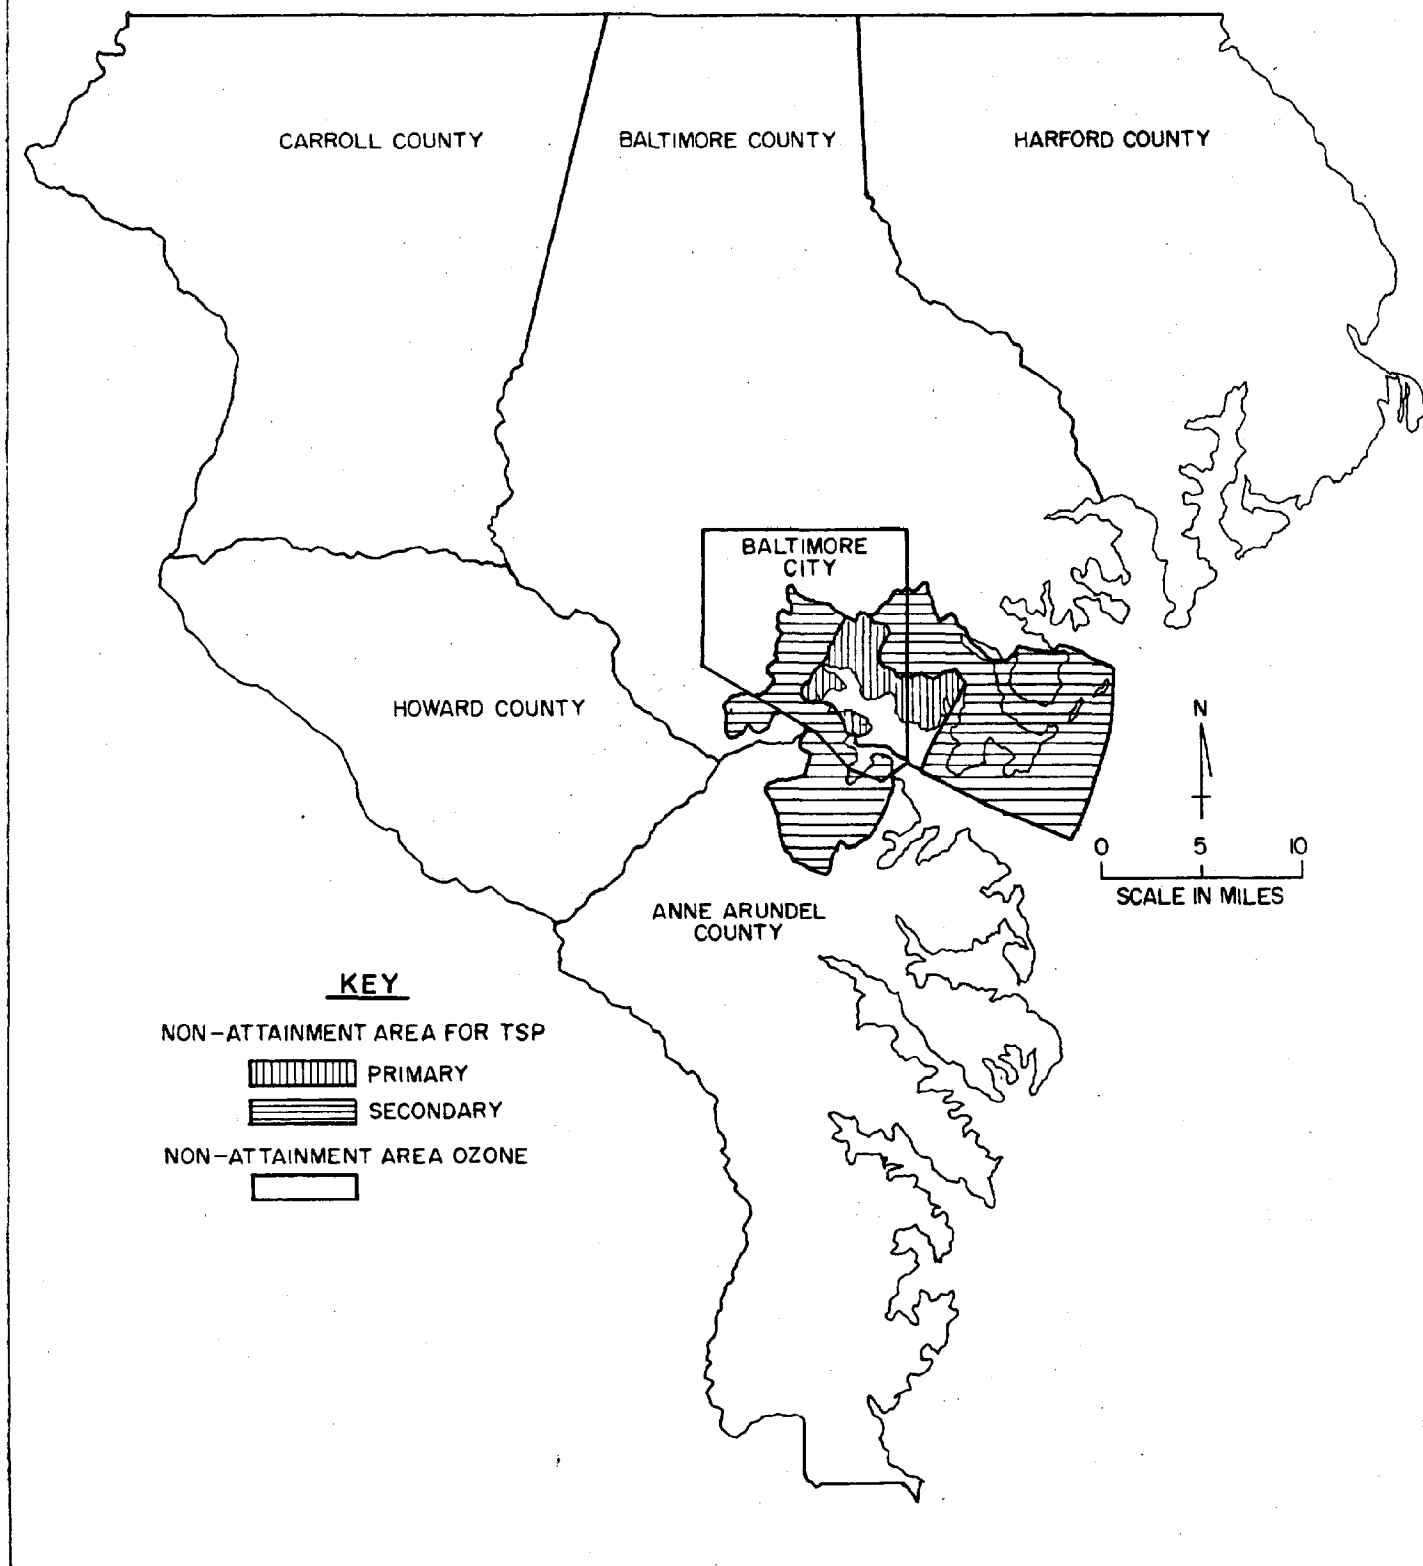 CARROLL COUNTY
BALTIMORE COUNTY
HARFORD COUNTY
BALTIMORE
CITY
HOWARD COUNTY
N
0 5 10
SCALE IN MILES
ANNE ARUNDEL
COUNTY
KEY
NON-ATTAINMENT AREA FOR TSP
PRIMARY
SECONDARY
NON-ATTAINMENT AREA OZONE